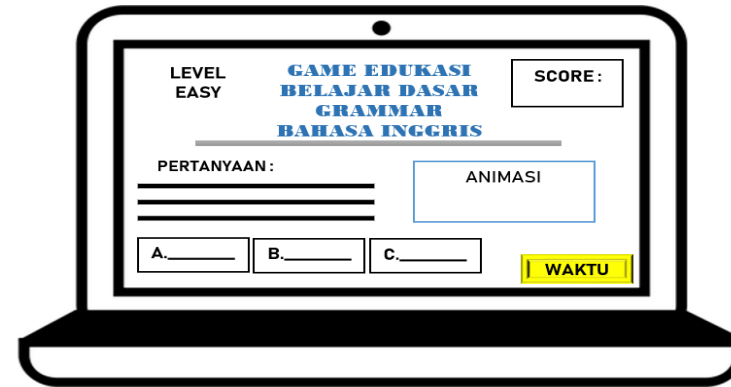 LEVEL
EASY
GAME EDUKASI
BELAJAR DASAR
GRAMMAR
BAHASA INGGRIS
SCORE :
PERTANYAAN :
ANIMASI
A.
B.
C.
WAKTU